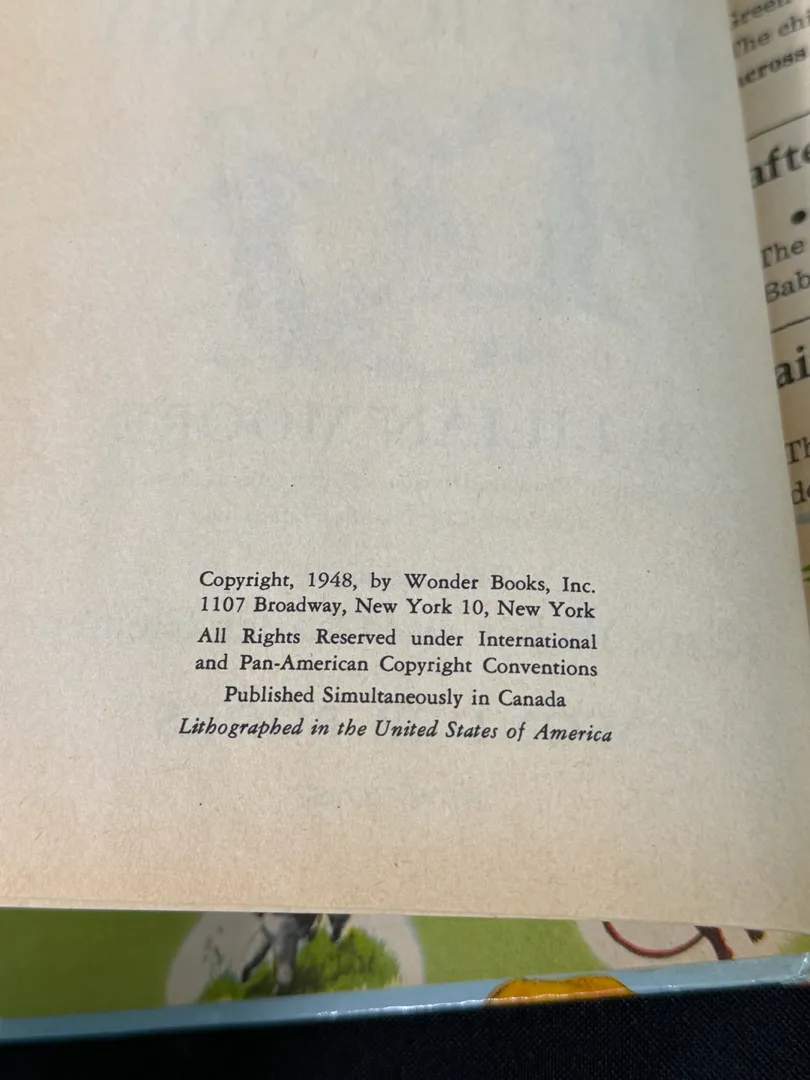 Copyright, 1948, by Wonder Books, Inc.
1107 Broadway, New York 10, New York
All Rights Reserved under International
and Pan-American Copyright Conventions
Published Simultaneously in Canada
Lithographed in the United States of America
The